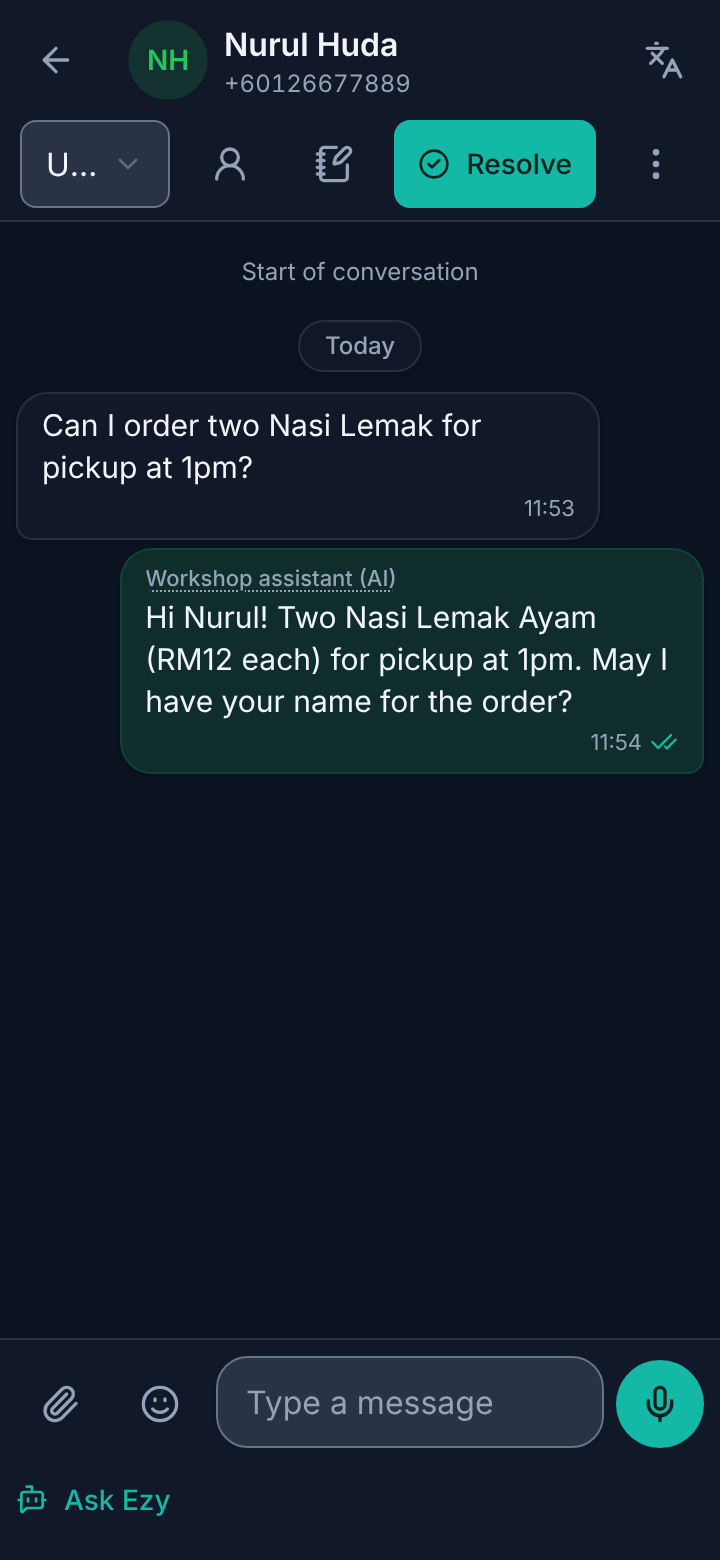 NH
Nurul Huda
+60126677889
U...
Resolve
Start of conversation
Today
Can I order two Nasi Lemak for
pickup at 1pm?
11:53
Workshop assistant (AI)
Hi Nurul! Two Nasi Lemak Ayam
(RM12 each) for pickup at 1pm. May I
have your name for the order?
11:54
Type a message
Ask Ezy